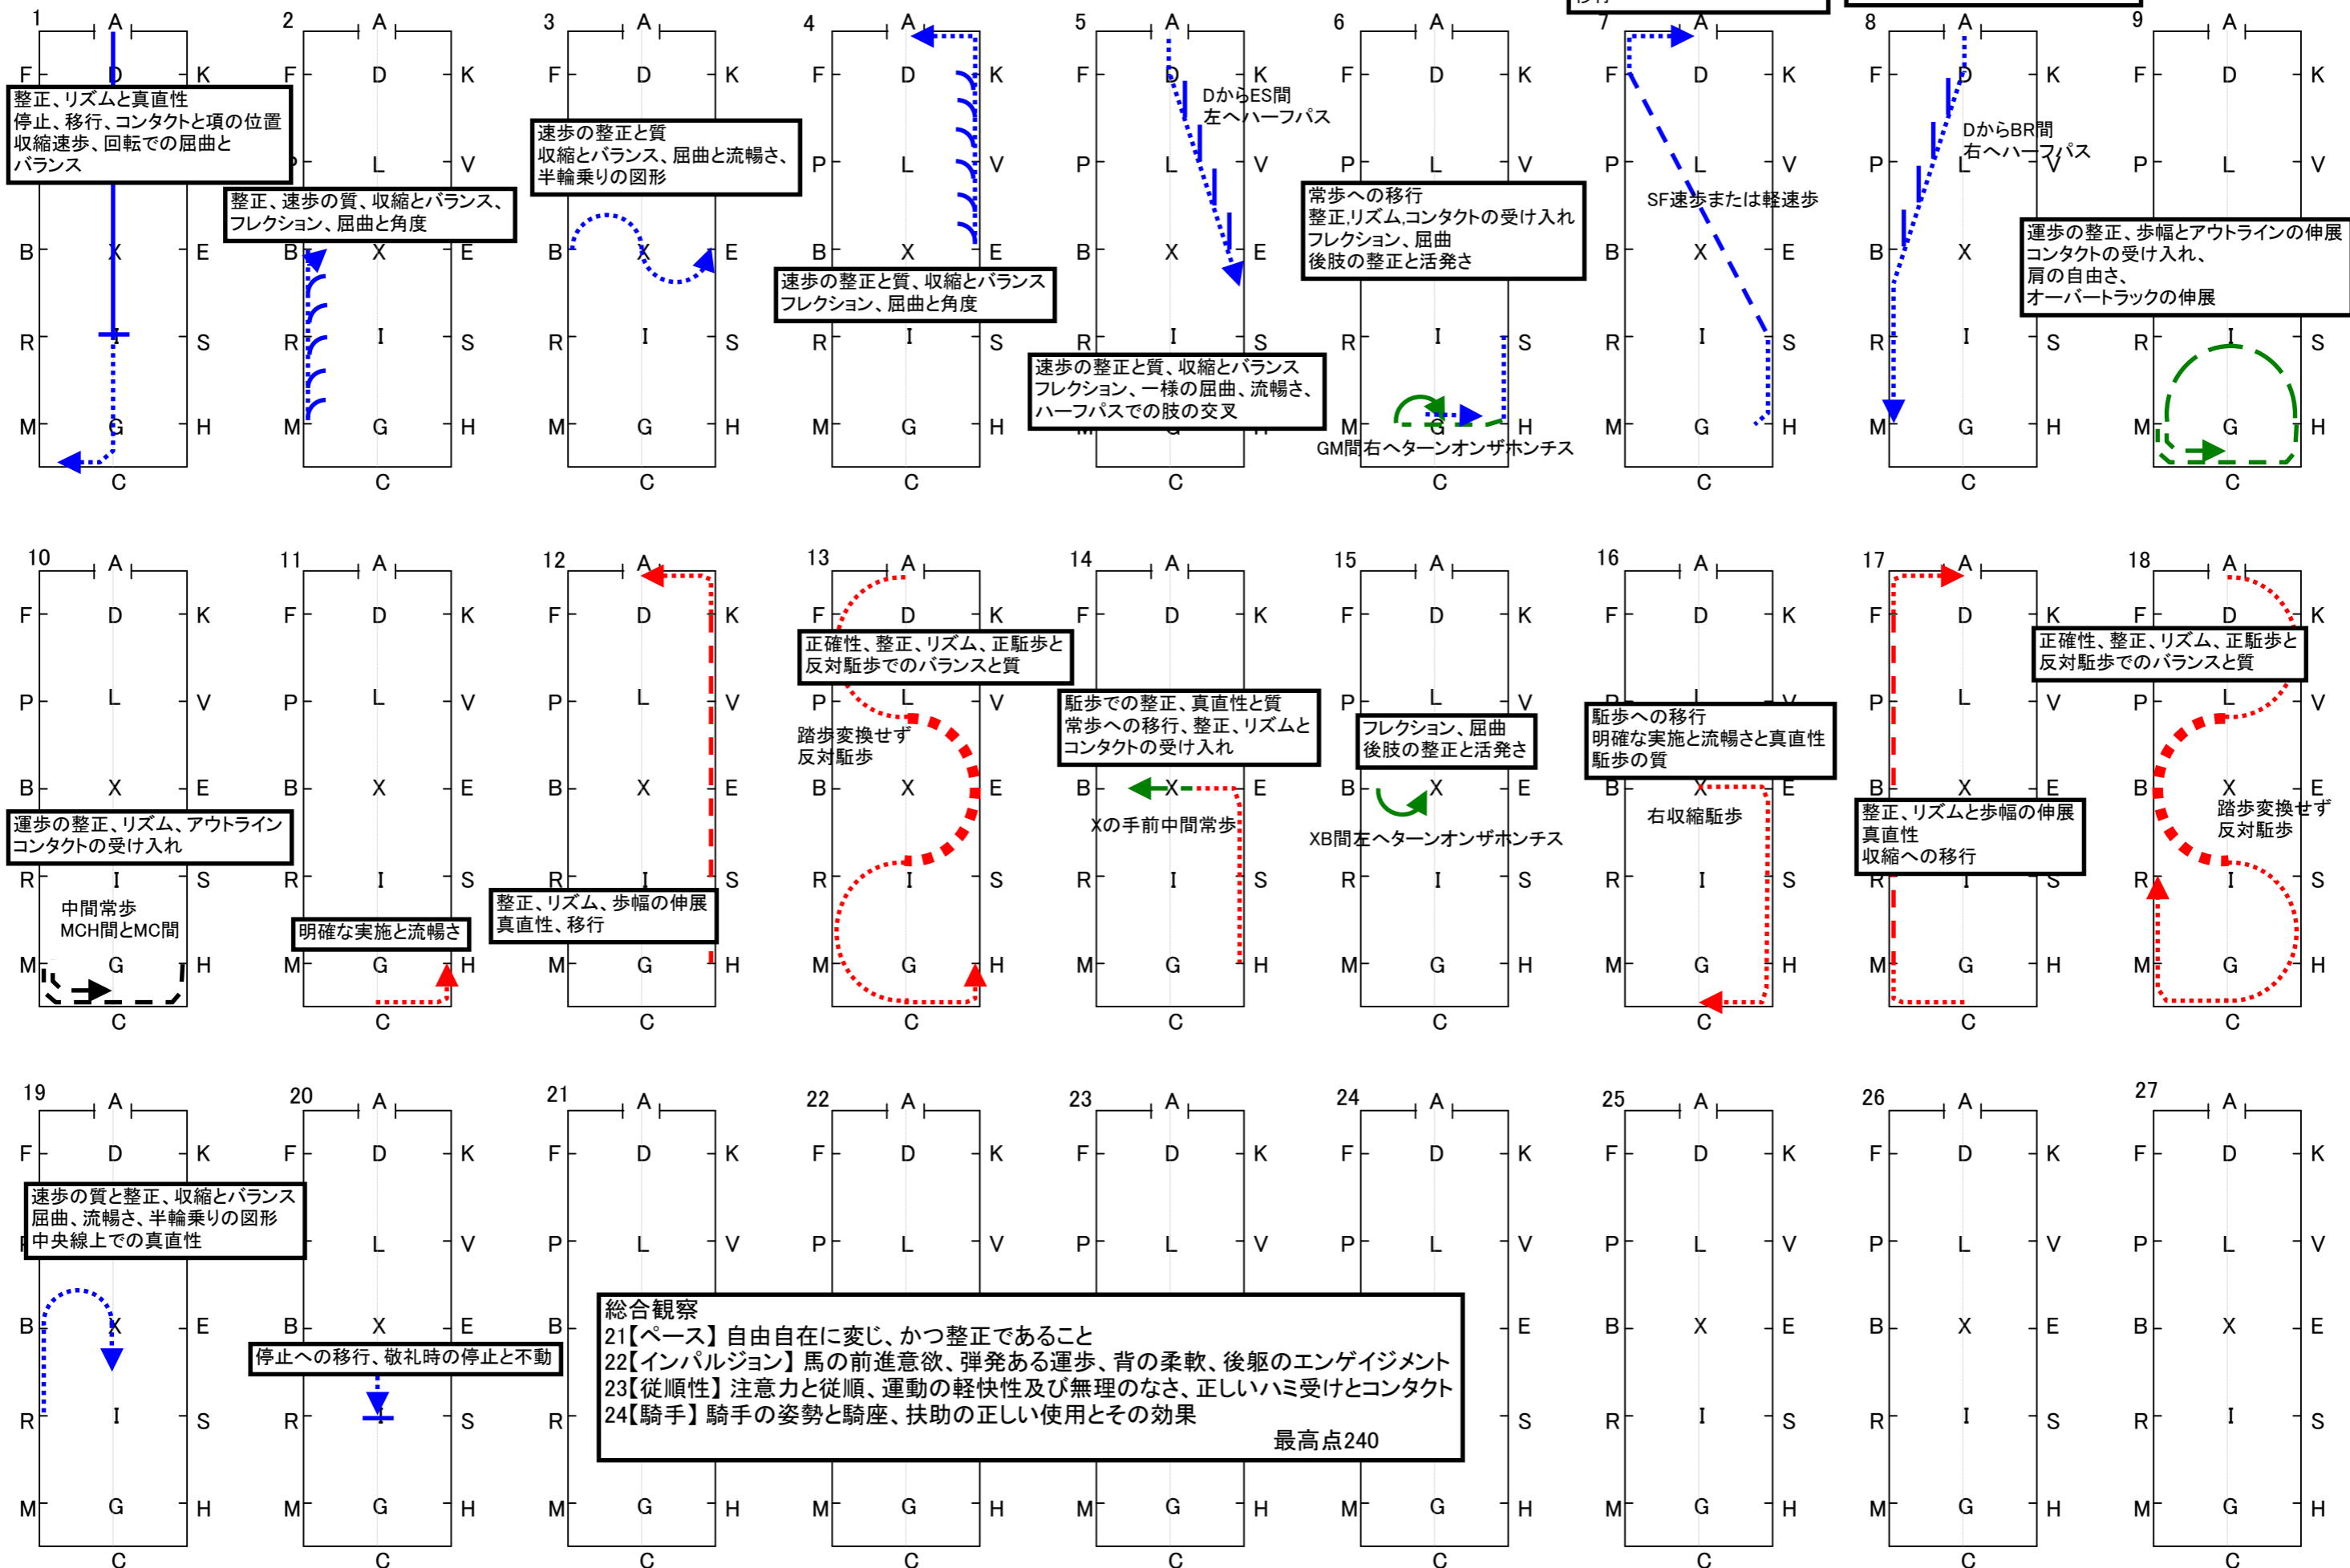 1
A
F
D
K
整正、リズムと真直性
停止、移行、コンタクトと項の位置
収縮速歩、回転での屈曲と
バランス
B
X
E
R
I
S
M
G
H
C
2
A
F
D
K
L
V
整正、速歩の質、収縮とバランス、
フレクション、屈曲と角度
B
X
E
R
I
S
M
G
H
C
3
A
F
D
K
速歩の整正と質
収縮とバランス、屈曲と流暢さ、
半輪乗りの図形
B
X
E
R
I
S
M
G
H
C
4
A
F
D
K
P
L
V
B
X
E
速歩の整正と質、収縮とバランス
フレクション、屈曲と角度
R
I
S
M
G
H
C
5
A
F
D
K
DからES間
左へハーフパス
P
L
V
B
X
E
R
I
S
速歩の整正と質、収縮とバランス
フレクション、一様の屈曲、流暢さ、
ハーフパスでの肢の交叉
G
C
6
A
F
D
K
P
L
V
常歩への移行
整正,リズム,コンタクトの受け入れ
フレクション、屈曲
後肢の整正と活発さ
R
I
S
M
G
H
GM間右へターンオンザホンチス
C
7
A
F
D
K
P
L
V
SF速歩または軽速歩
B
X
E
R
I
S
M
G
H
C
8
A
F
D
K
DからBR間
右へハーフパス
P
L
V
B
X
E
R
I
S
M
G
H
C
9
A
F
D
K
P
L
V
運歩の整正、歩幅とアウトラインの伸展
コンタクトの受け入れ、
肩の自由さ、
オーバートラックの伸展
R
I
S
M
G
H
C
10
A
F
D
K
P
L
V
B
X
E
運歩の整正、リズム、アウトライン
コンタクトの受け入れ
R
I
S
中間常歩
MCH間とMC間
M
G
H
C
11
A
F
D
K
P
L
V
B
X
E
R
I
S
明確な実施と流暢さ
M
G
H
C
12
A
F
D
K
P
L
V
B
X
E
R
I
S
整正、リズム、歩幅の伸展
真直性、移行
M
G
H
C
13
A
F
D
K
正確性、整正、リズム、正駈歩と
反対駈歩でのバランスと質
P
L
V
踏歩変換せず
反対駈歩
B
X
E
R
I
S
M
G
H
C
14
A
F
D
K
駈歩での整正、真直性と質
常歩への移行、整正、リズムと
コンタクトの受け入れ
B
X
E
Xの手前中間常歩
R
I
S
M
G
H
C
15
A
F
D
K
P
L
V
フレクション、屈曲
後肢の整正と活発さ
B
X
E
XB間左へターンオンザホンチス
R
I
S
M
G
H
C
16
A
F
D
K
駈歩への移行
明確な実施と流暢さと真直性
駈歩の質
B
X
E
右収縮駈歩
R
I
S
M
G
H
C
17
A
F
D
K
P
L
V
B
X
E
整正、リズムと歩幅の伸展
真直性
収縮への移行
R
I
S
M
G
H
C
18
A
F
D
K
正確性、整正、リズム、正駈歩と
反対駈歩でのバランスと質
P
L
V
B
X
E
踏歩変換せず
反対駈歩
R
I
S
M
G
H
C
19
A
F
D
K
速歩の質と整正、収縮とバランス
屈曲、流暢さ、半輪乗りの図形
中央線上での真直性
B
X
E
R
I
S
M
G
H
C
20
A
F
D
K
L
V
B
X
E
停止への移行、敬礼時の停止と不動
R
I
S
M
G
H
C
21
A
F
D
K
P
L
V
B
R
M
G
H
C
22
A
F
D
K
P
L
V
M
G
H
C
23
A
F
D
K
P
L
V
M
G
H
C
24
A
F
D
K
P
L
V
E
S
M
G
H
C
総合観察
21【ペース】 自由自在に変じ、かつ整正であること
22【インパルジョン】 馬の前進意欲、弾発ある運歩、背の柔軟、後躯のエンゲイジメント
23【従順性】 注意力と従順、運動の軽快性及び無理のなさ、正しいハミ受けとコンタクト
24【騎手】 騎手の姿勢と騎座、扶助の正しい使用とその効果
最高点240
25
A
F
D
K
P
L
V
B
X
E
R
I
S
M
G
H
C
26
A
F
D
K
P
L
V
B
X
E
R
I
S
M
G
H
C
27
A
F
D
K
P
L
V
B
X
E
R
I
S
M
G
H
C